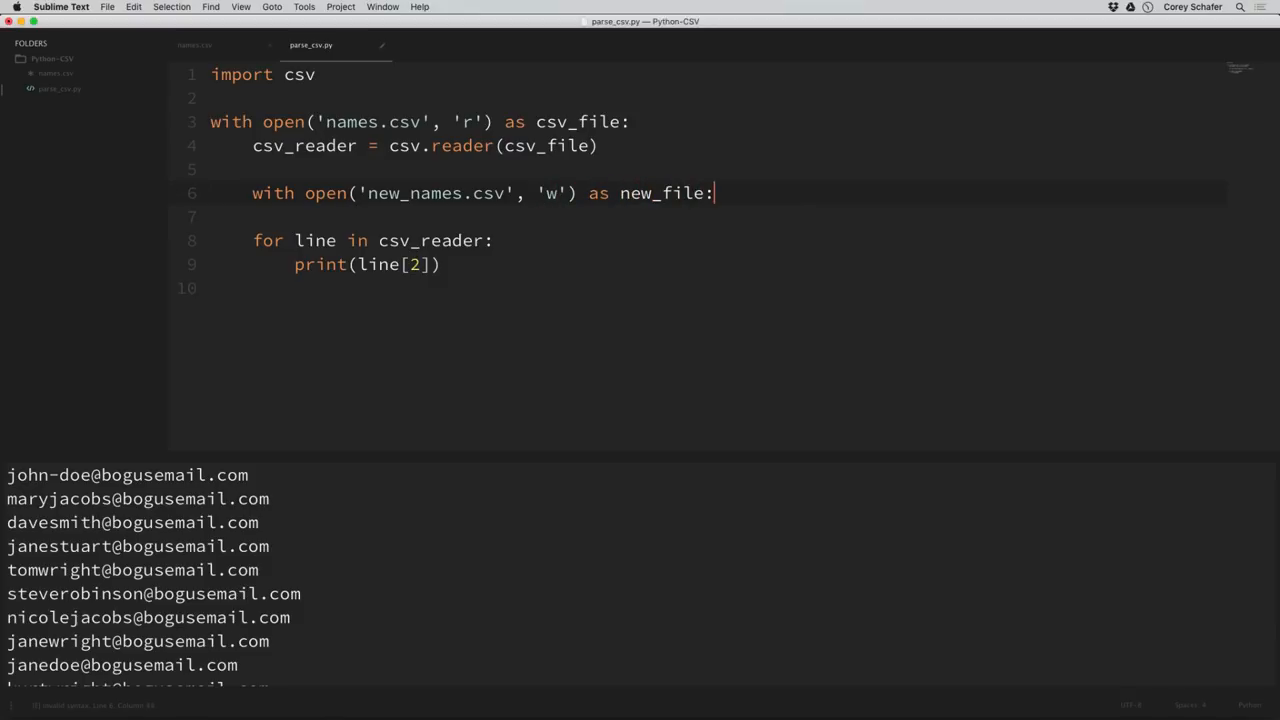 Sublime Text File Edit Selection Find View Goto Tools Project Window Help Corey Schafer
parse_csv.py — Python-CSV
FOLDERS
Python-CSV
names.csv
parse_csv.py
names.csv parse_csv.py
1 import csv
2
3 with open('names.csv', 'r') as csv_file:
4 csv_reader = csv.reader(csv_file)
5
6 with open('new_names.csv', 'w') as new_file:
7
8 for line in csv_reader:
9 print(line[2])
10
john-doe@bogusemail.com
maryjacobs@bogusemail.com
davesmith@bogusemail.com
janestuart@bogusemail.com
tomwright@bogusemail.com
steverobinson@bogusemail.com
nicolejacobs@bogusemail.com
janewright@bogusemail.com
janedoe@bogusemail.com
invalid syntax, Line 6, Column UTF-8 Spaces: 4 Python